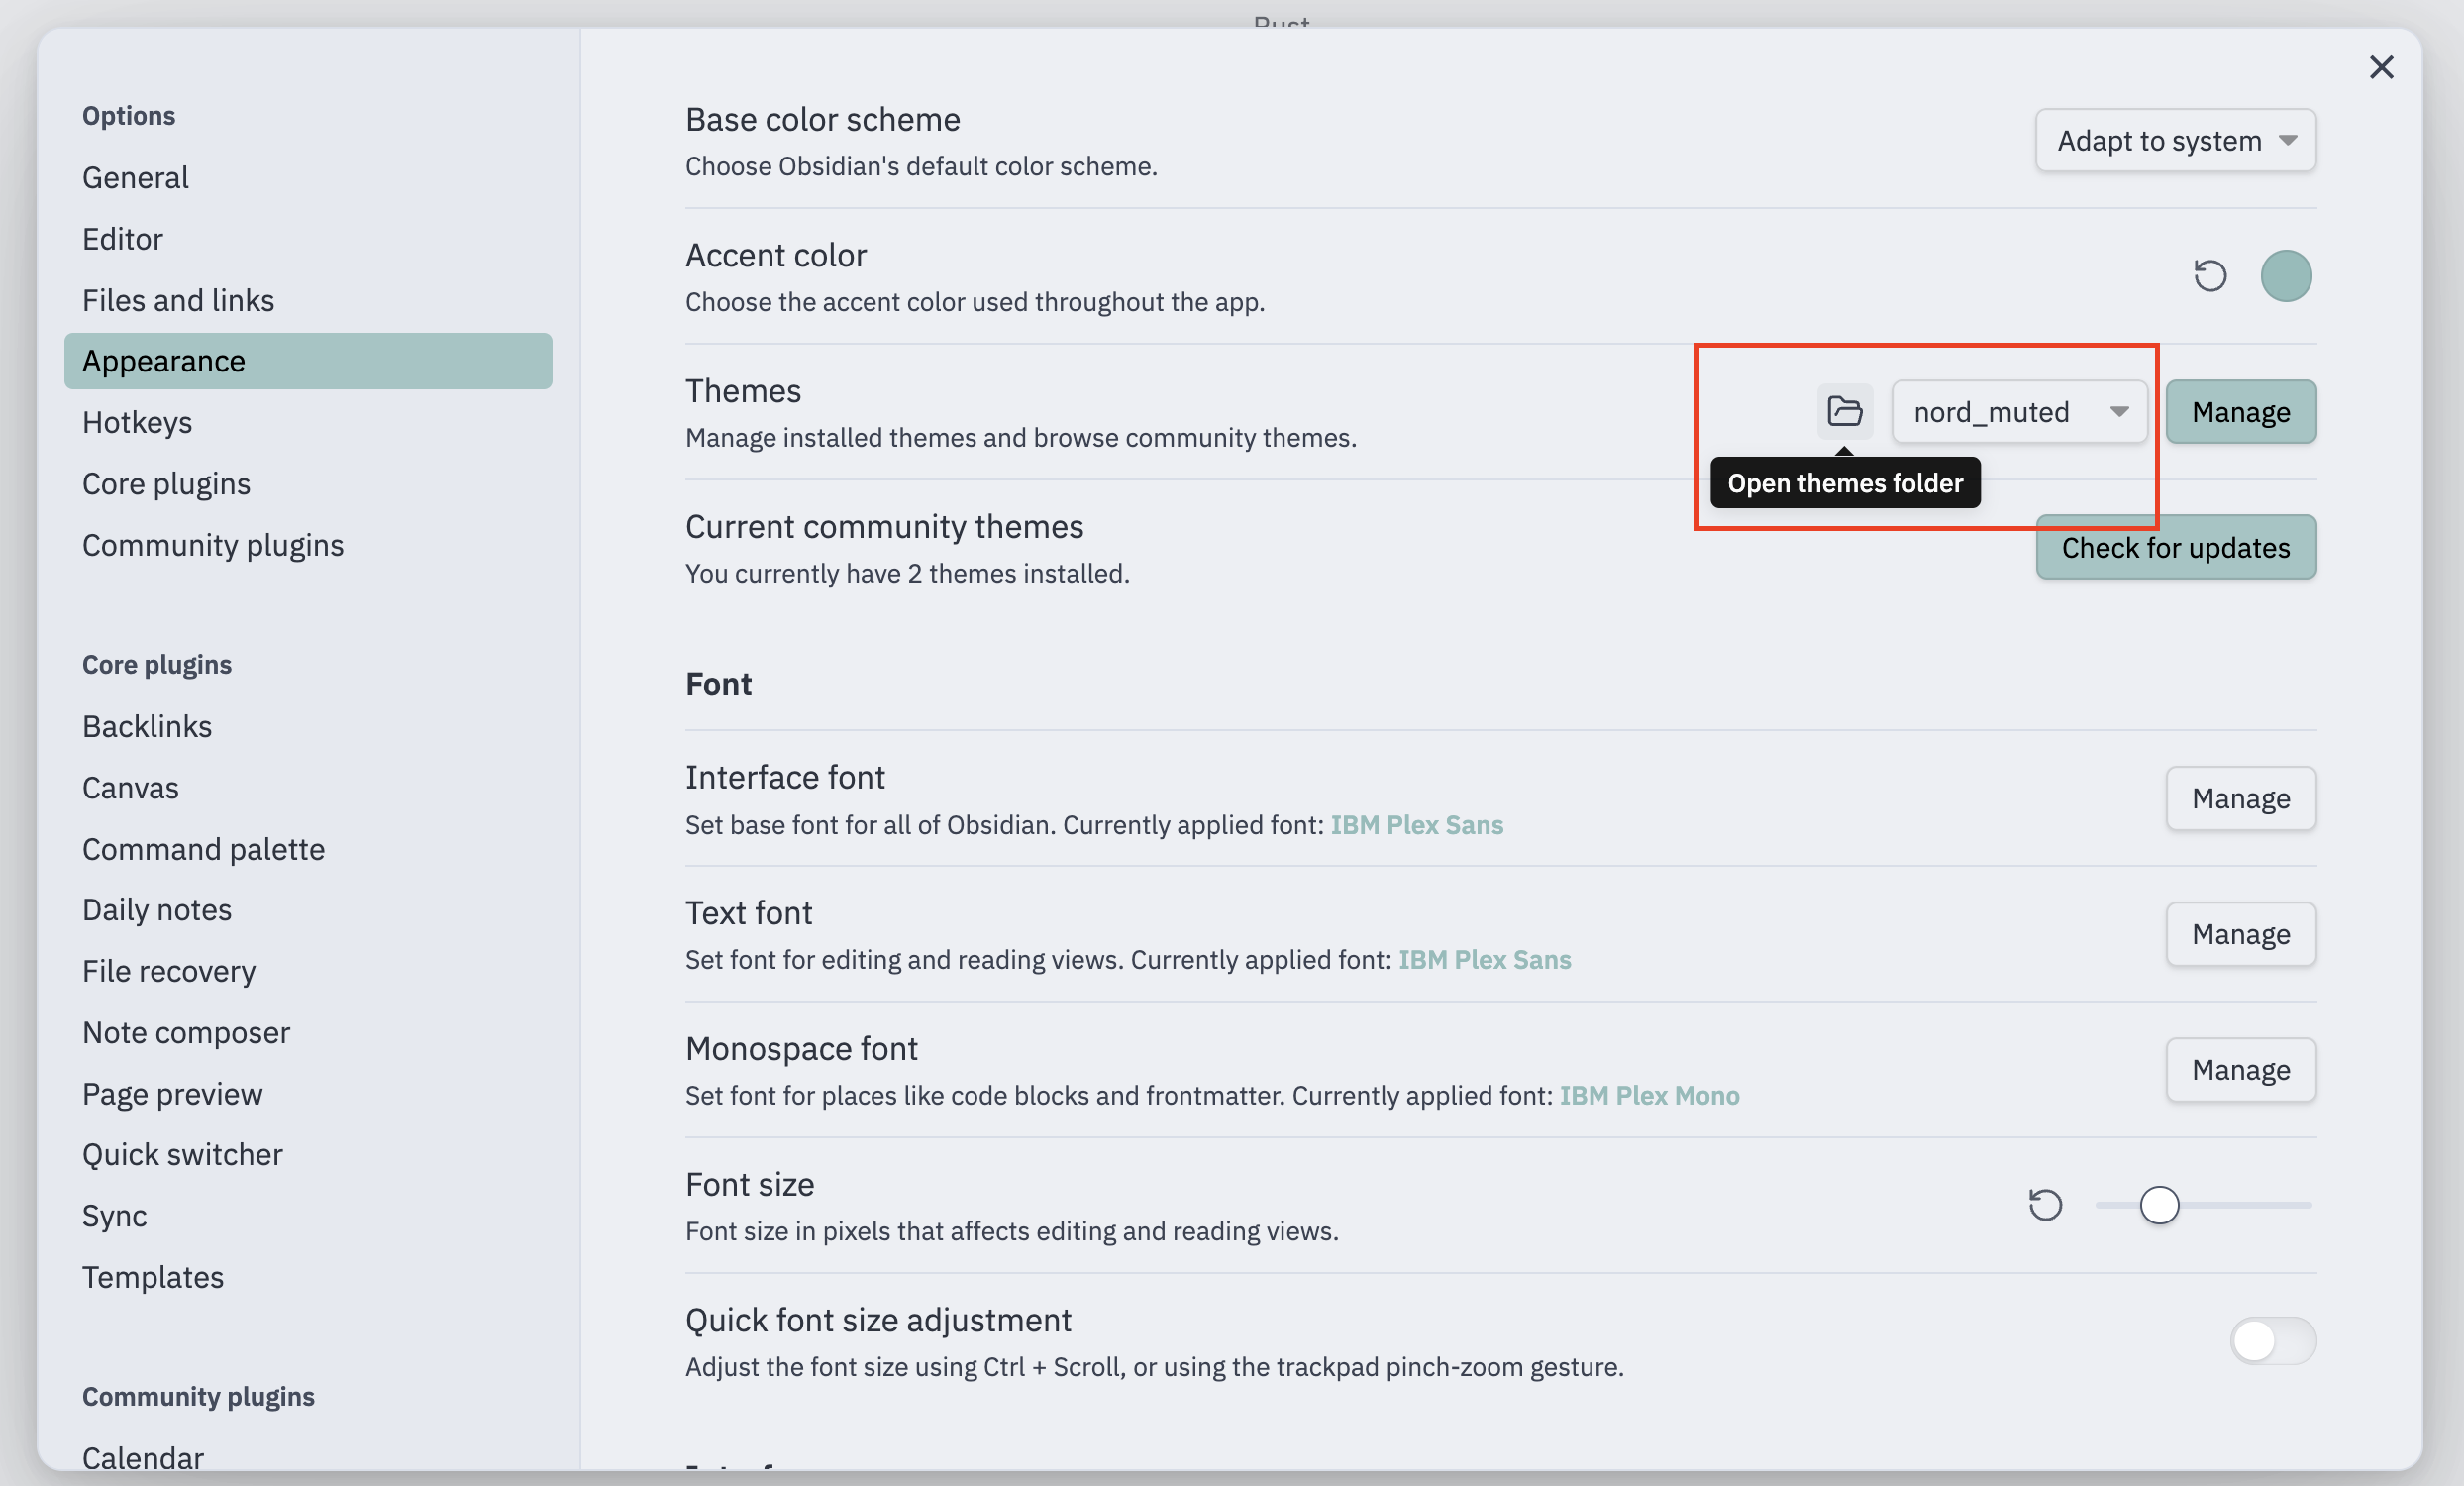 Options
General
Editor
Files and links
Appearance
Hotkeys
Core plugins
Community plugins
Core plugins
Backlinks
Canvas
Command palette
Daily notes
File recovery
Note composer
Page preview
Quick switcher
Sync
Templates
Community plugins
Calendar
Base color scheme
Choose Obsidian's default color scheme.
Adapt to system
Accent color
Choose the accent color used throughout the app.
Themes
Manage installed themes and browse community themes.
nord_muted
Manage
Open themes folder
Current community themes
You currently have 2 themes installed.
Check for updates
Font
Interface font
Set base font for all of Obsidian. Currently applied font: IBM Plex Sans
Manage
Text font
Set font for editing and reading views. Currently applied font: IBM Plex Sans
Manage
Monospace font
Set font for places like code blocks and frontmatter. Currently applied font: IBM Plex Mono
Manage
Font size
Font size in pixels that affects editing and reading views.
Quick font size adjustment
Adjust the font size using Ctrl + Scroll, or using the trackpad pinch-zoom gesture.